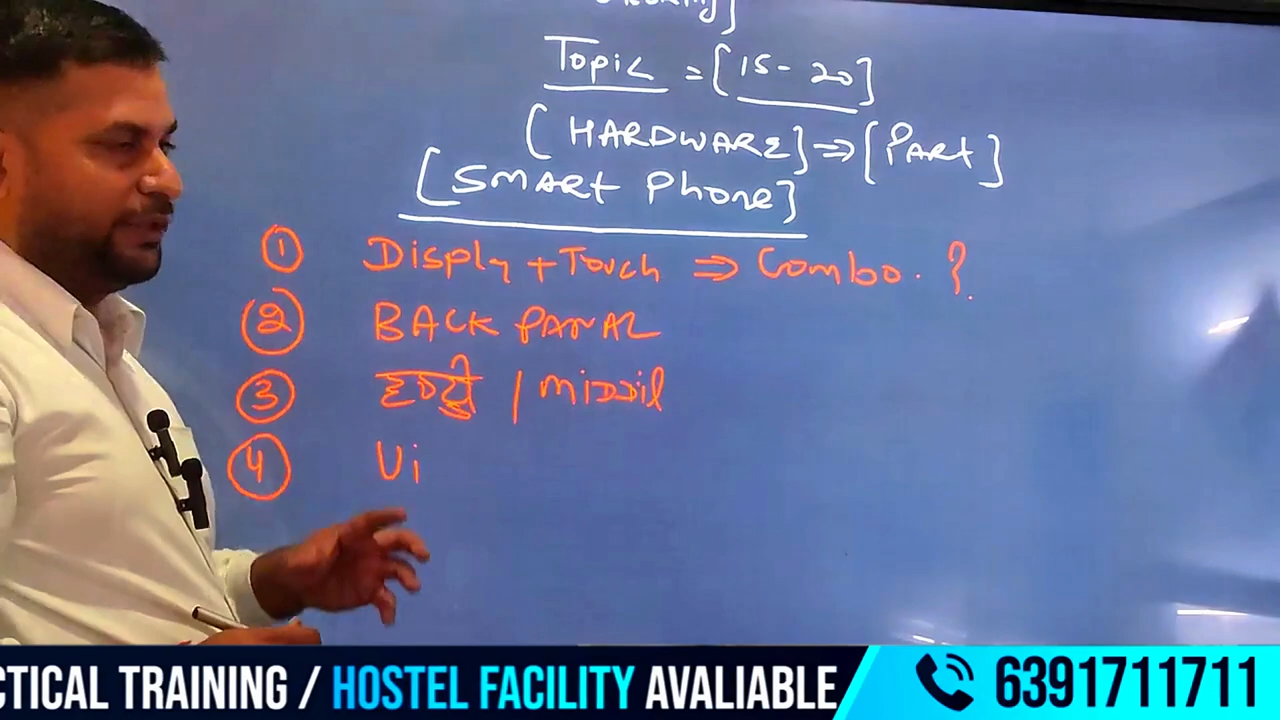 Topic = [15-20]
[HARDWARE] ⇒ [PART]
[SMART Phone]
① Disply + Touch ⇒ Combo. ?
② BACK PANAL
③ / MIDDIL
④ Vi
CTICAL TRAINING / HOSTEL FACILITY AVALIABLE
6391711711